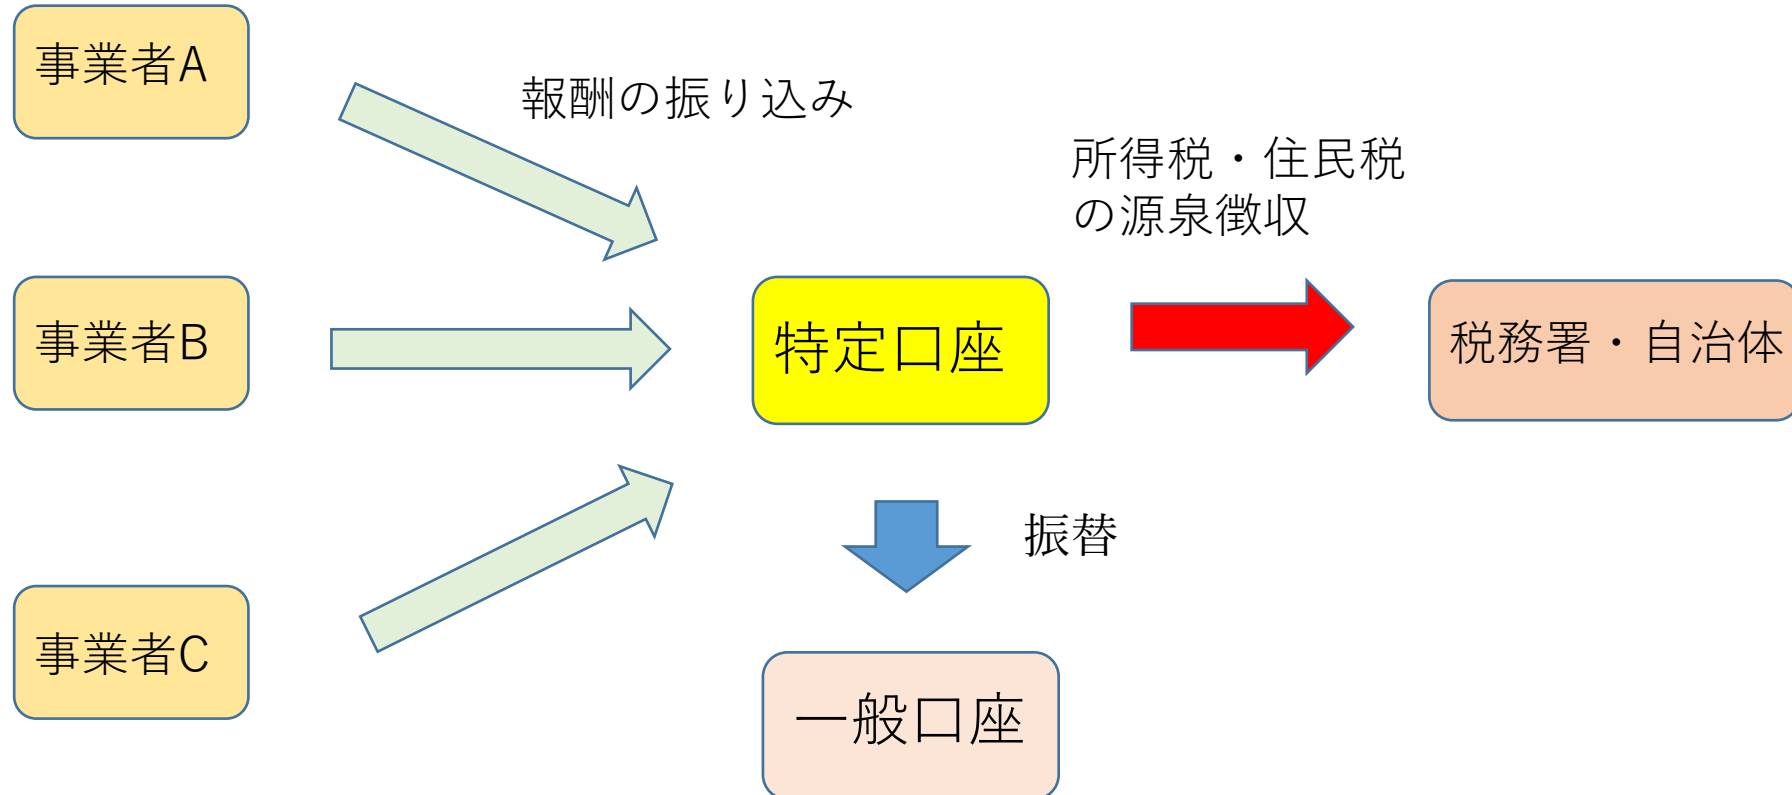 事業者A
報酬の振り込み
所得税・住民税
の源泉徴収
事業者B
特定口座
税務署・自治体
振替
事業者C
一般口座